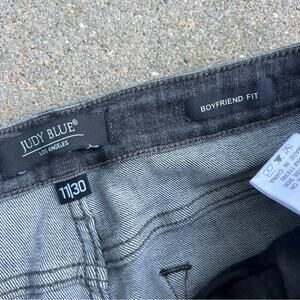 JUDY BLUE®
LOS ANGELES
BOYFRIEND FIT
11|30